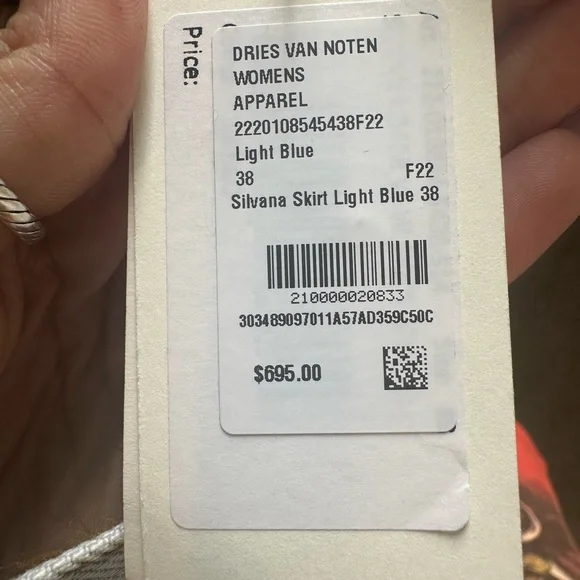 Price:
DRIES VAN NOTEN
WOMENS
APPAREL
2220108545438F22
Light Blue
38 F22
Silvana Skirt Light Blue 38
210000020833
303489097011A57AD359C50C
$695.00